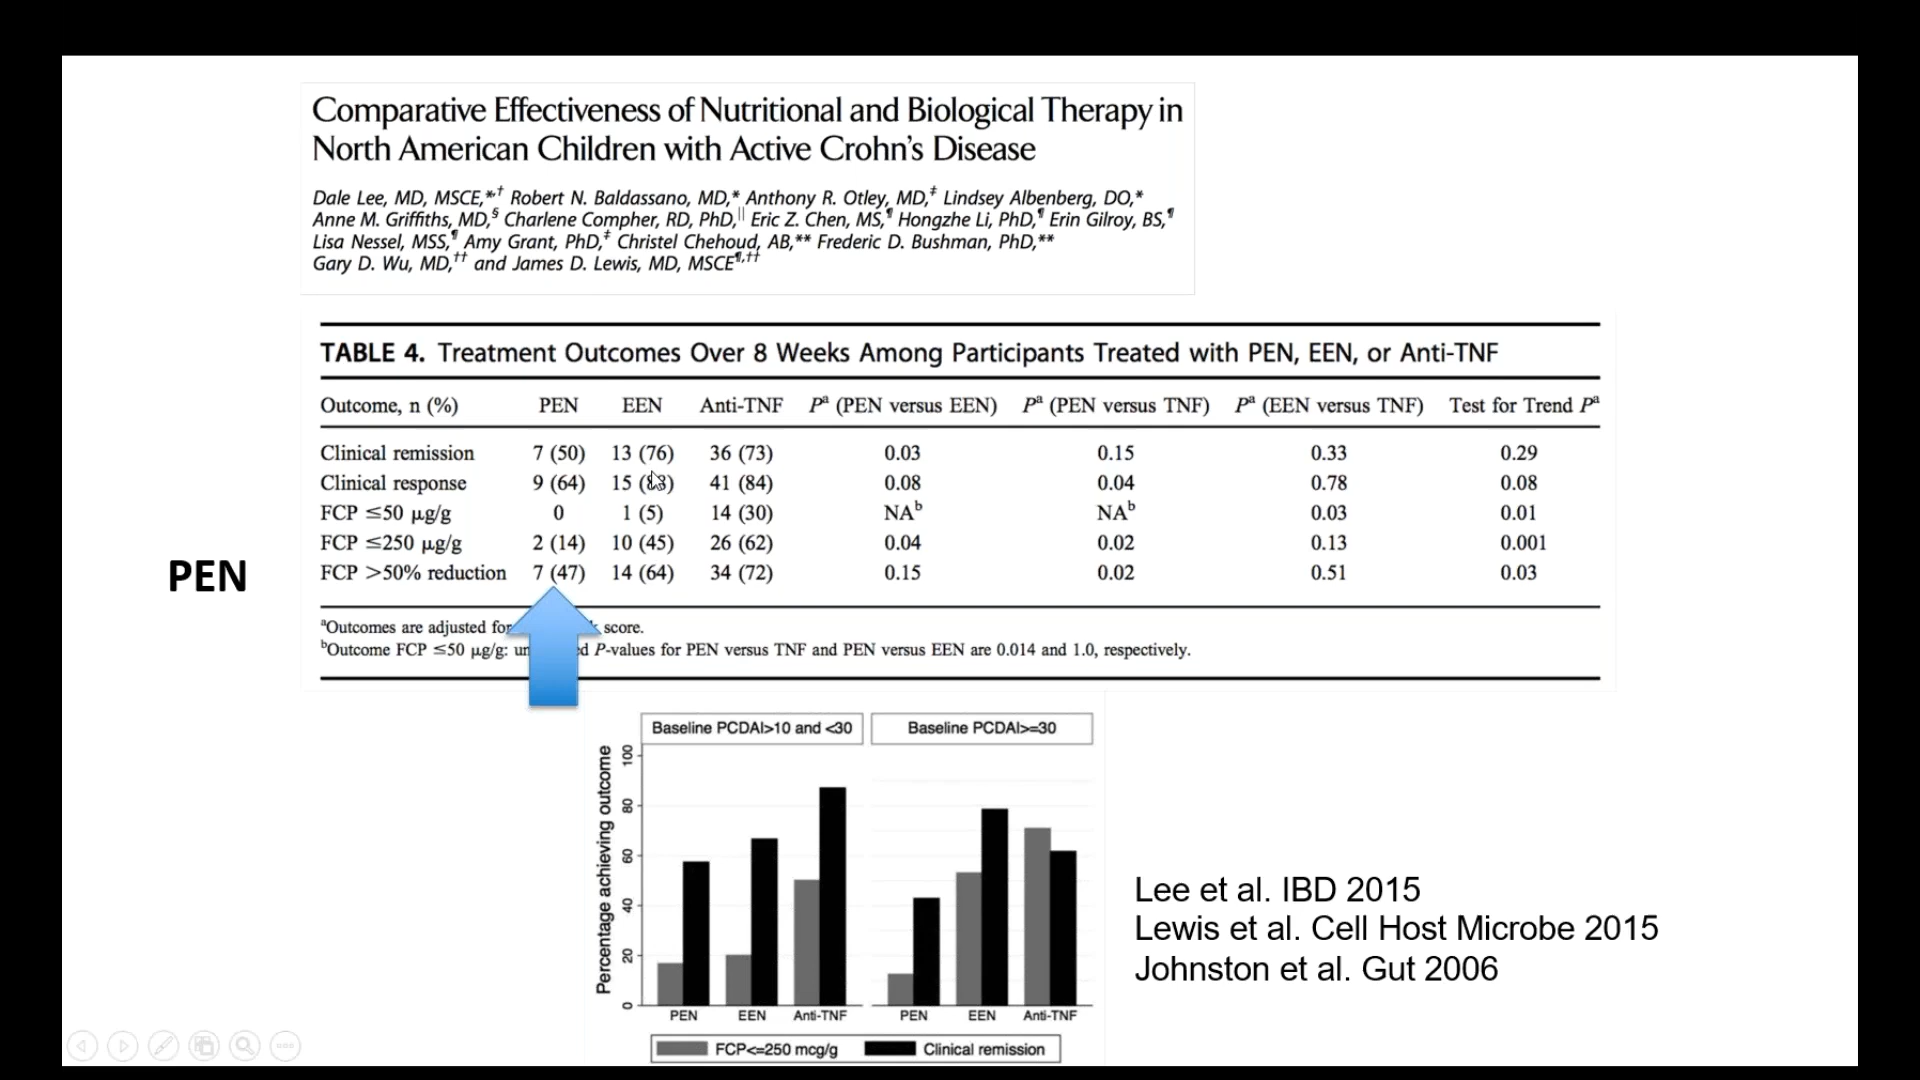 Comparative Effectiveness of Nutritional and Biological Therapy in
North American Children with Active Crohn's Disease
Dale Lee, MD, MSCE,*,† Robert N. Baldassano, MD,* Anthony R. Otley, MD,‡ Lindsey Albenberg, DO,*
Anne M. Griffiths, MD,§ Charlene Compher, RD, PhD,|| Eric Z. Chen, MS,¶ Hongzhe Li, PhD,¶ Erin Gilroy, BS,¶
Lisa Nessel, MSS,¶ Amy Grant, PhD,‡ Christel Chehoud, AB,** Frederic D. Bushman, PhD,**
Gary D. Wu, MD,†† and James D. Lewis, MD, MSCE¶,††
TABLE 4. Treatment Outcomes Over 8 Weeks Among Participants Treated with PEN, EEN, or Anti-TNF
Outcome, n (%) PEN EEN Anti-TNF Pa (PEN versus EEN) Pa (PEN versus TNF) Pa (EEN versus TNF) Test for Trend Pa
Clinical remission 7 (50) 13 (76) 36 (73) 0.03 0.15 0.33 0.29
Clinical response 9 (64) 15 ( ) 41 (84) 0.08 0.04 0.78 0.08
FCP ≤50 µg/g 0 1 (5) 14 (30) NAb NAb 0.03 0.01
FCP ≤250 µg/g 2 (14) 10 (45) 26 (62) 0.04 0.02 0.13 0.001
FCP >50% reduction 7 (47) 14 (64) 34 (72) 0.15 0.02 0.51 0.03
PEN
aOutcomes are adjusted for score.
bOutcome FCP ≤50 µg/g: P-values for PEN versus TNF and PEN versus EEN are 0.014 and 1.0, respectively.
Baseline PCDAI>10 and <30 Baseline PCDAI>=30
Percentage achieving outcome
100
80
60
40
20
0
PEN EEN Anti-TNF PEN EEN Anti-TNF
FCP<=250 mcg/g Clinical remission
Lee et al. IBD 2015
Lewis et al. Cell Host Microbe 2015
Johnston et al. Gut 2006